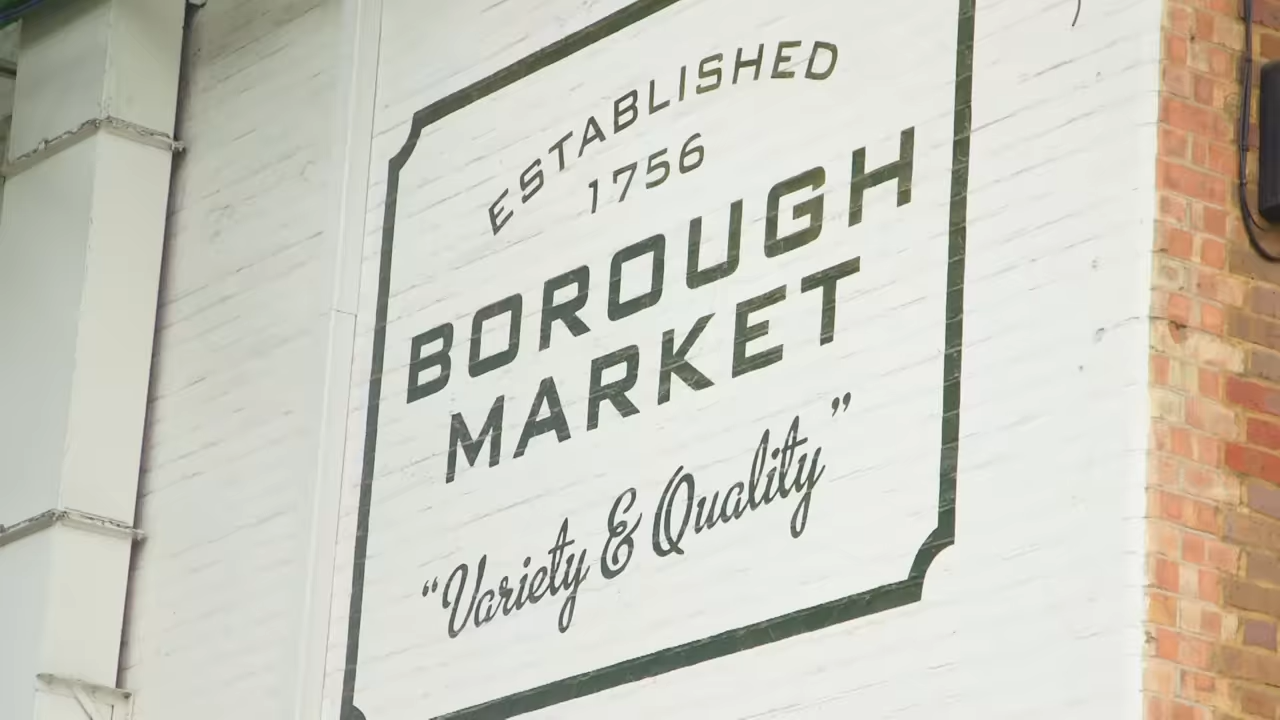 ESTABLISHED
1756
BOROUGH
MARKET
“Variety & Quality”